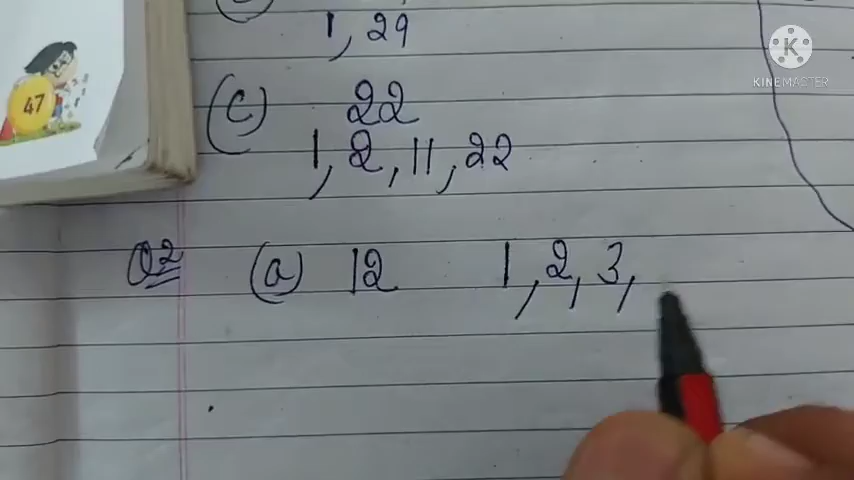 1, 29
(c) 22
1, 2, 11, 22
Q2 (a) 12 1, 2, 3,
47
K
KINEMASTER